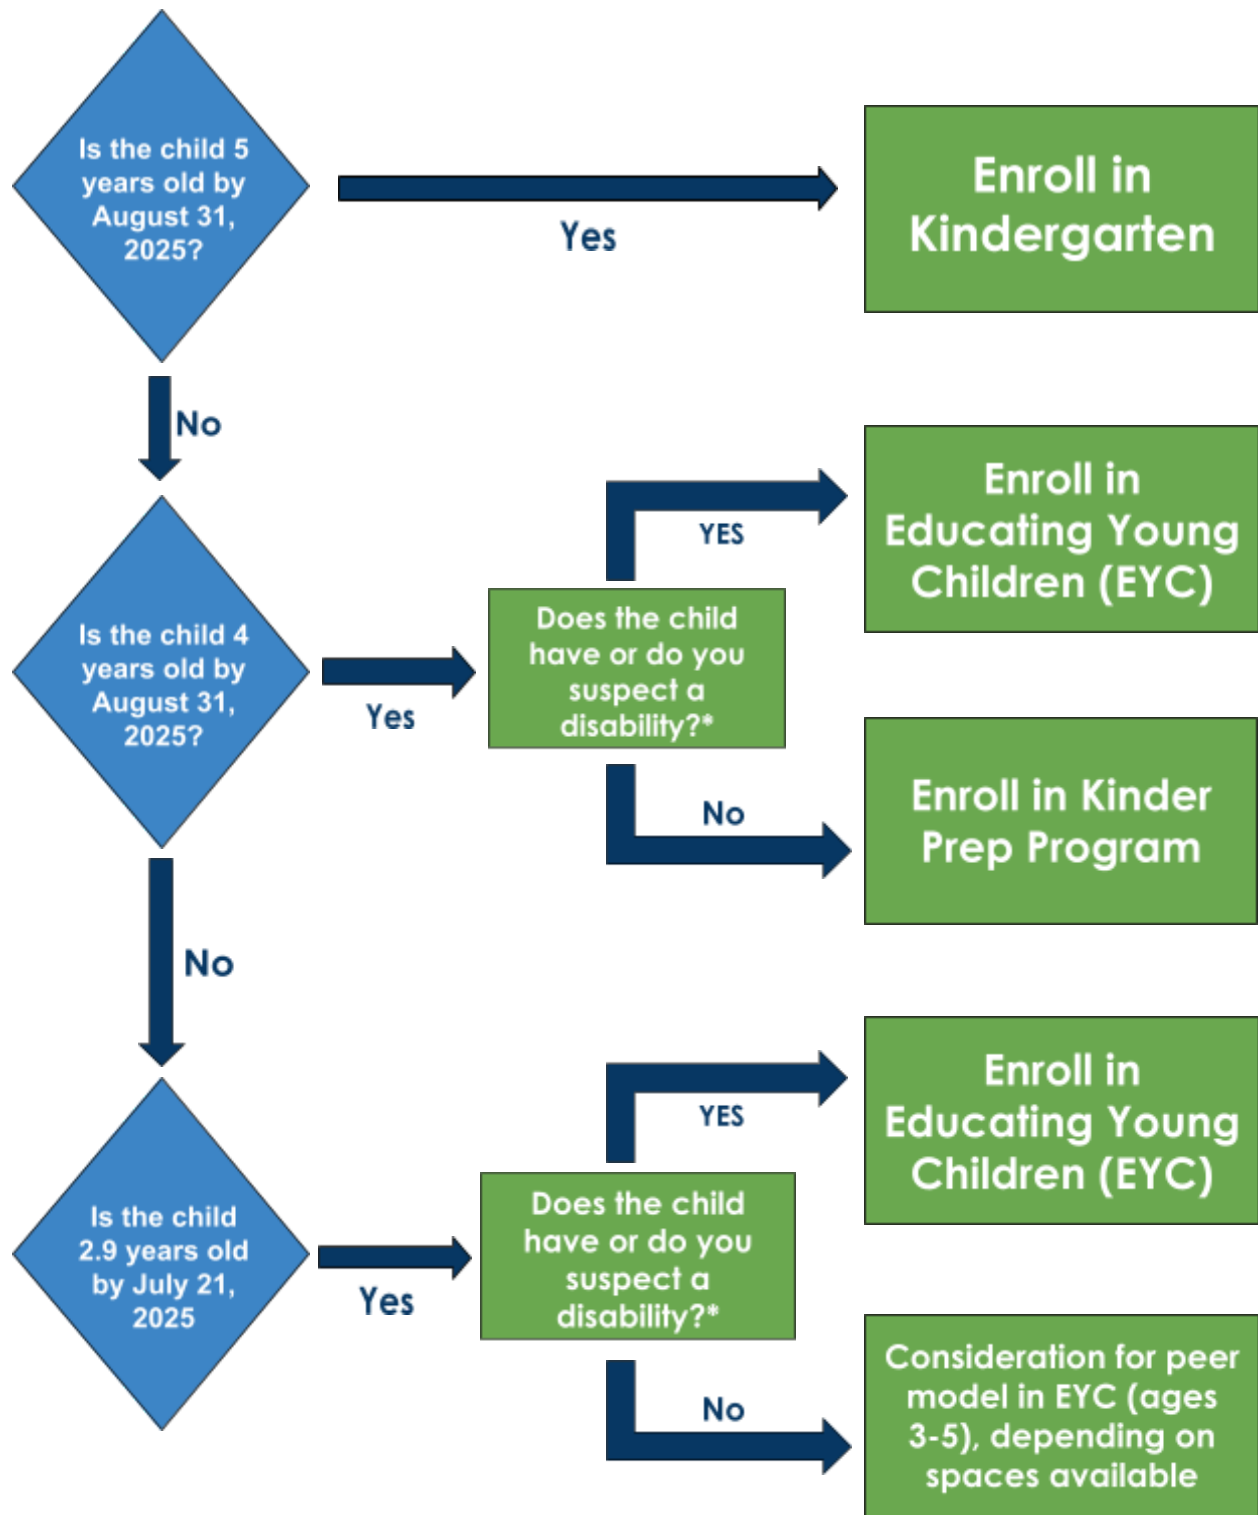 Is the child 5
years old by
August 31,
2025?
Yes
Enroll in
Kindergarten
No
Is the child 4
years old by
August 31,
2025?
Yes
Does the child
have or do you
suspect a
disability?*
YES
Enroll in
Educating Young
Children (EYC)
No
Enroll in Kinder
Prep Program
No
Is the child
2.9 years old
by July 21,
2025
Yes
Does the child
have or do you
suspect a
disability?*
YES
Enroll in
Educating Young
Children (EYC)
No
Consideration for peer
model in EYC (ages
3-5), depending on
spaces available